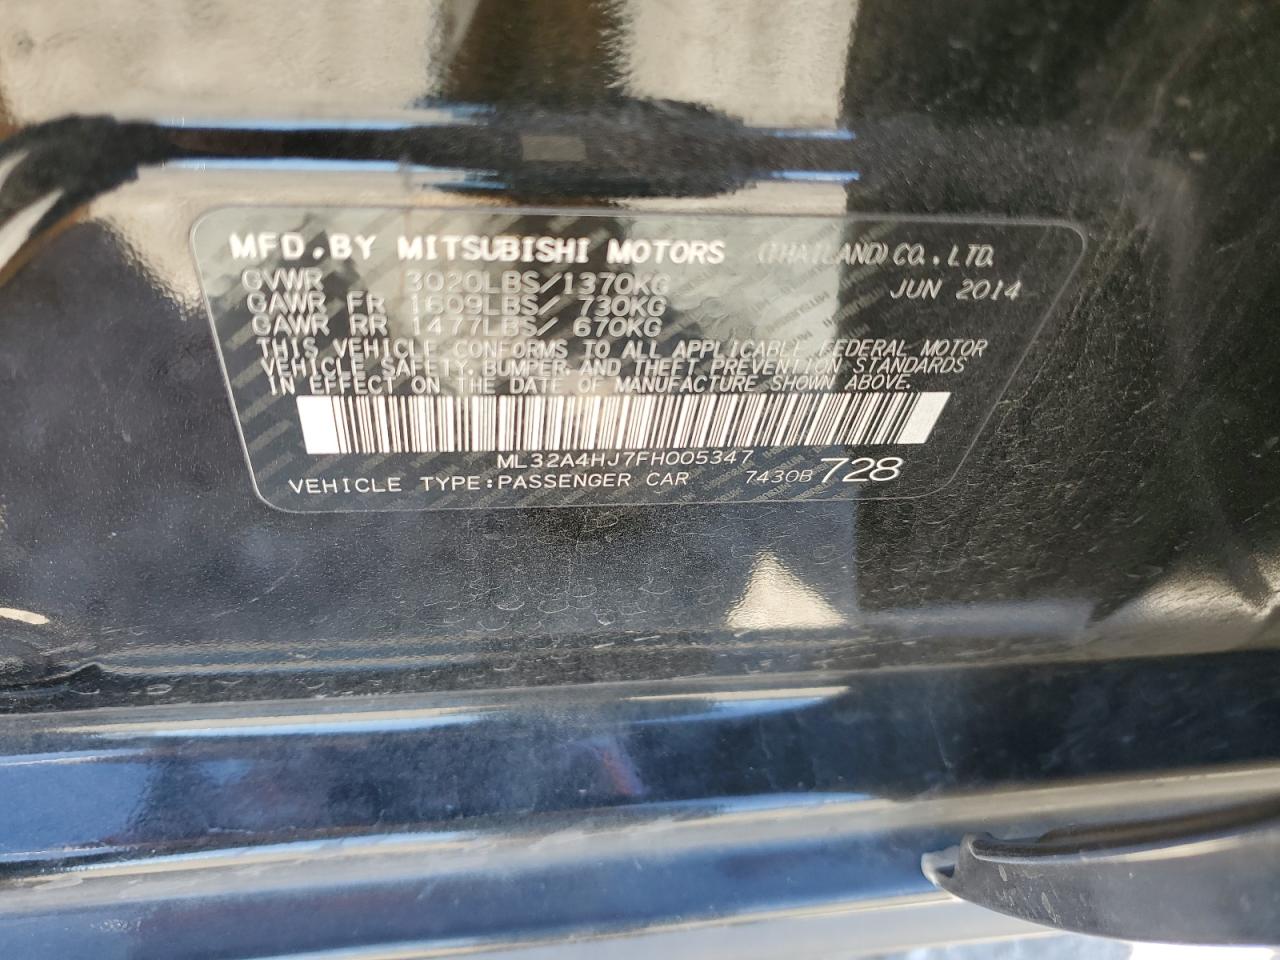 MFD. BY MITSUBISHI MOTORS (THAILAND) CO., LTD.
GVWR 3020LBS/1370KG JUN 2014
GAWR FR 1609LBS/ 730KG
GAWR RR 1477LBS/ 670KG
THIS VEHICLE CONFORMS TO ALL APPLICABLE FEDERAL MOTOR
VEHICLE SAFETY, BUMPER, AND THEFT PREVENTION STANDARDS
IN EFFECT ON THE DATE OF MANUFACTURE SHOWN ABOVE.
ML32A4HJ7FH005347
VEHICLE TYPE:PASSENGER CAR 7430B 728